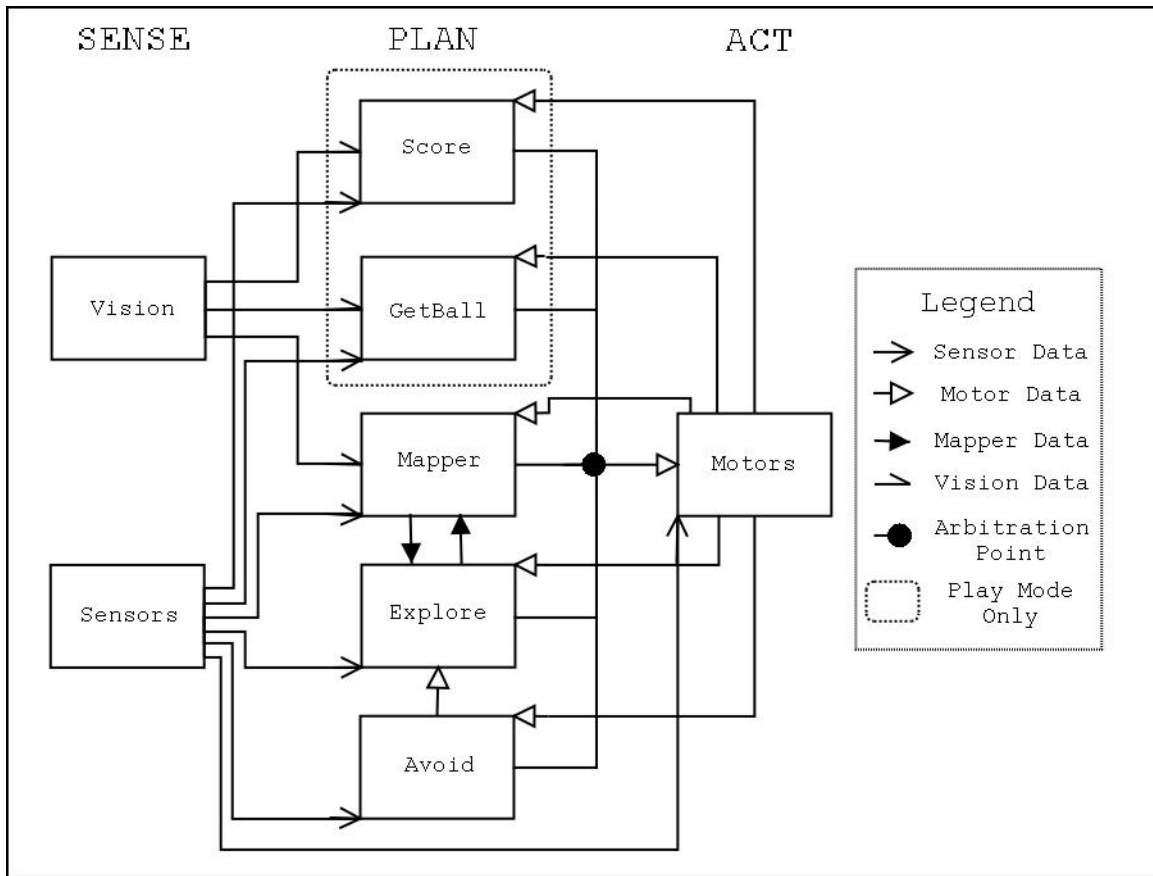 SENSE
PLAN
ACT
Score
Vision
GetBall
Mapper
Motors
Sensors
Explore
Avoid
Legend
Sensor Data
Motor Data
Mapper Data
Vision Data
Arbitration
Point
Play Mode
Only